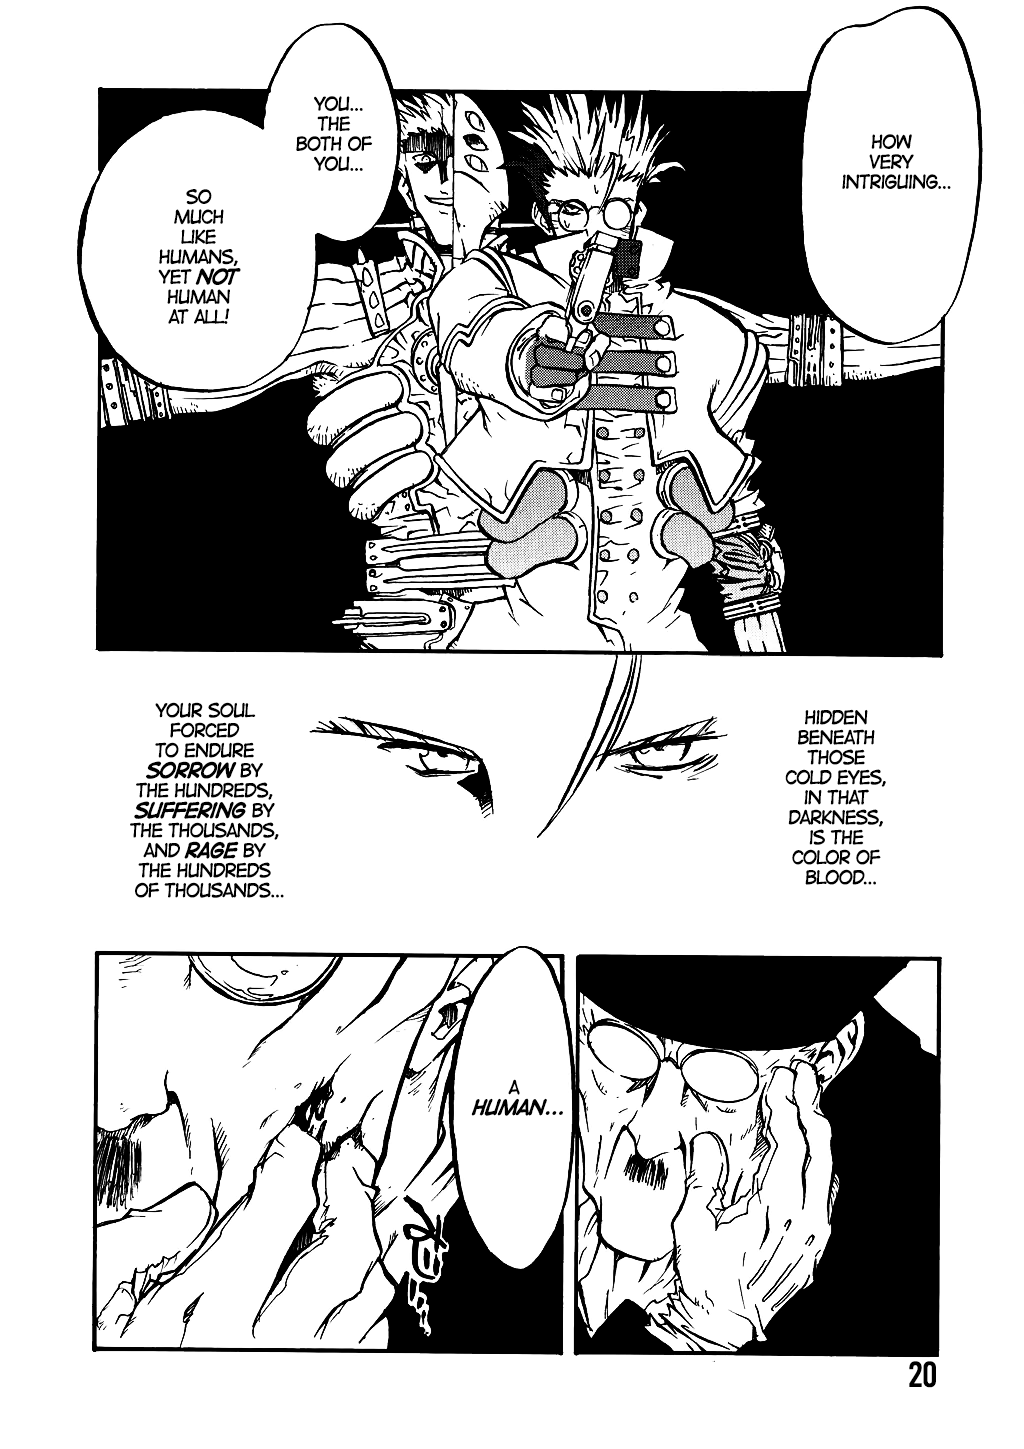 HOW
VERY
INTRIGUING...
YOU...
THE
BOTH OF
YOU...
SO
MUCH
LIKE
HUMANS,
YET NOT
HUMAN
AT ALL!
HIDDEN
BENEATH
THOSE
COLD EYES,
IN THAT
DARKNESS,
IS THE
COLOR OF
BLOOD...
YOUR SOUL
FORCED
TO ENDURE
SORROW BY
THE HUNDREDS,
SUFFERING BY
THE THOUSANDS,
AND RAGE BY
THE HUNDREDS
OF THOUSANDS...
A
HUMAN...
20